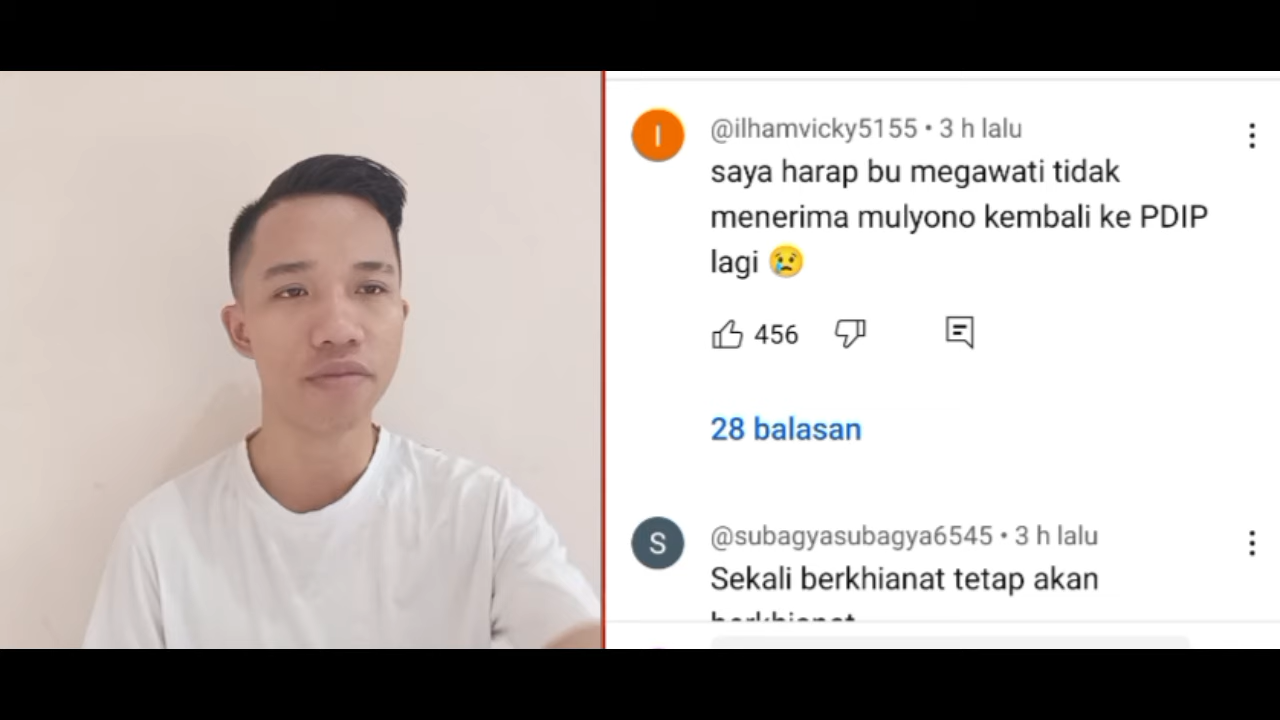 @ilhamvicky5155 • 3 h lalu
saya harap bu megawati tidak
menerima mulyono kembali ke PDIP
lagi 😢
456
28 balasan
@subagyasubagya6545 • 3 h lalu
Sekali berkhianat tetap akan
berkhianat